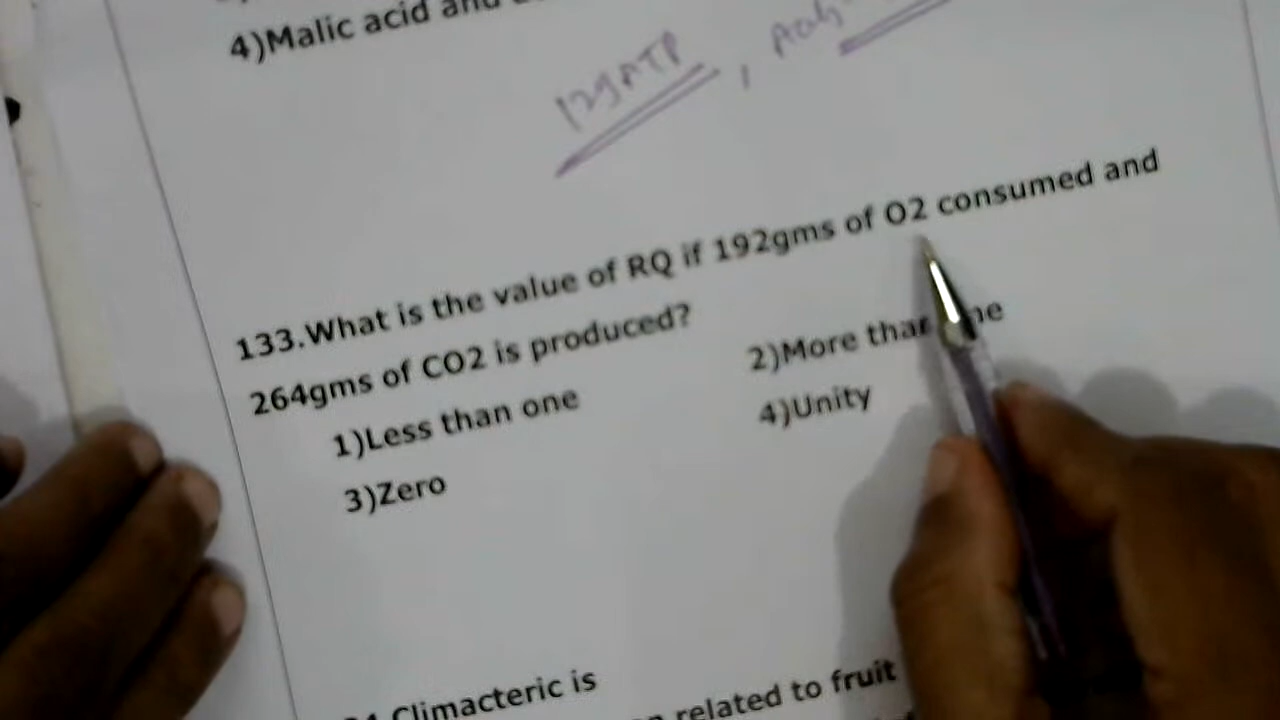 4)Malic acid and
129ATP ,
133.What is the value of RQ if 192gms of O2 consumed and
264gms of CO2 is produced?
1)Less than one 2)More than
3)Zero 4)Unity
Climacteric is
related to fruit